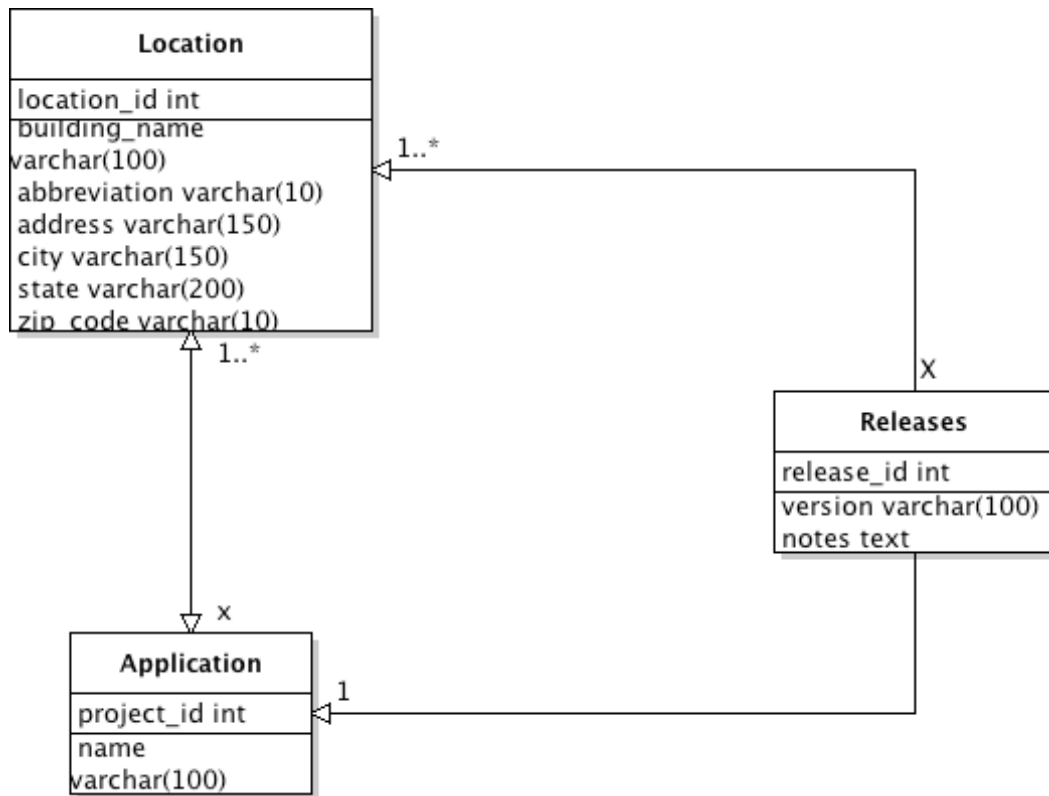 Location
location_id int
building_name
varchar(100)
abbreviation varchar(10)
address varchar(150)
city varchar(150)
state varchar(200)
zip_code varchar(10)
1..*
1..*
X
Releases
release_id int
version varchar(100)
notes text
x
Application
project_id int
name
varchar(100)
1